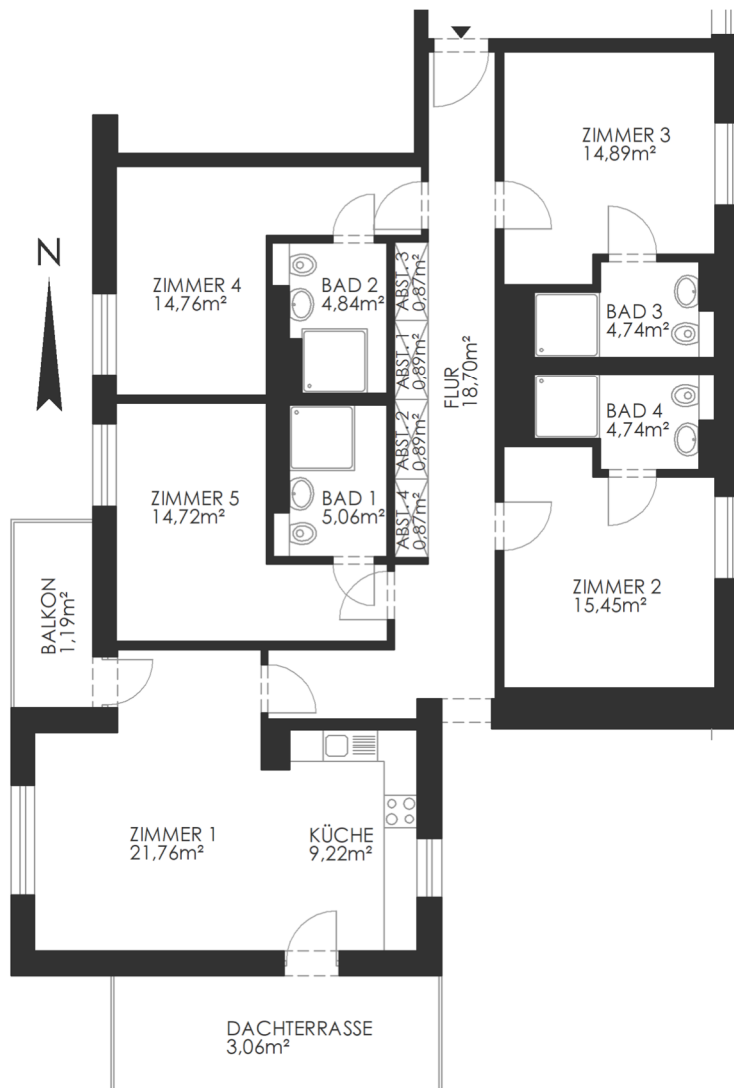 ZIMMER 3
14,89m²
N
ZIMMER 4
14,76m²
BAD 2
4,84m²
ABST. 3
0,87m²
BAD 3
4,74m²
ABST. 1
0,89m²
FLUR
18,70m²
BAD 4
4,74m²
ABST. 2
0,89m²
ZIMMER 5
14,72m²
BAD 1
5,06m²
ABST. 4
0,87m²
ZIMMER 2
15,45m²
BALKON
1,19m²
ZIMMER 1
21,76m²
KÜCHE
9,22m²
DACHTERRASSE
3,06m²